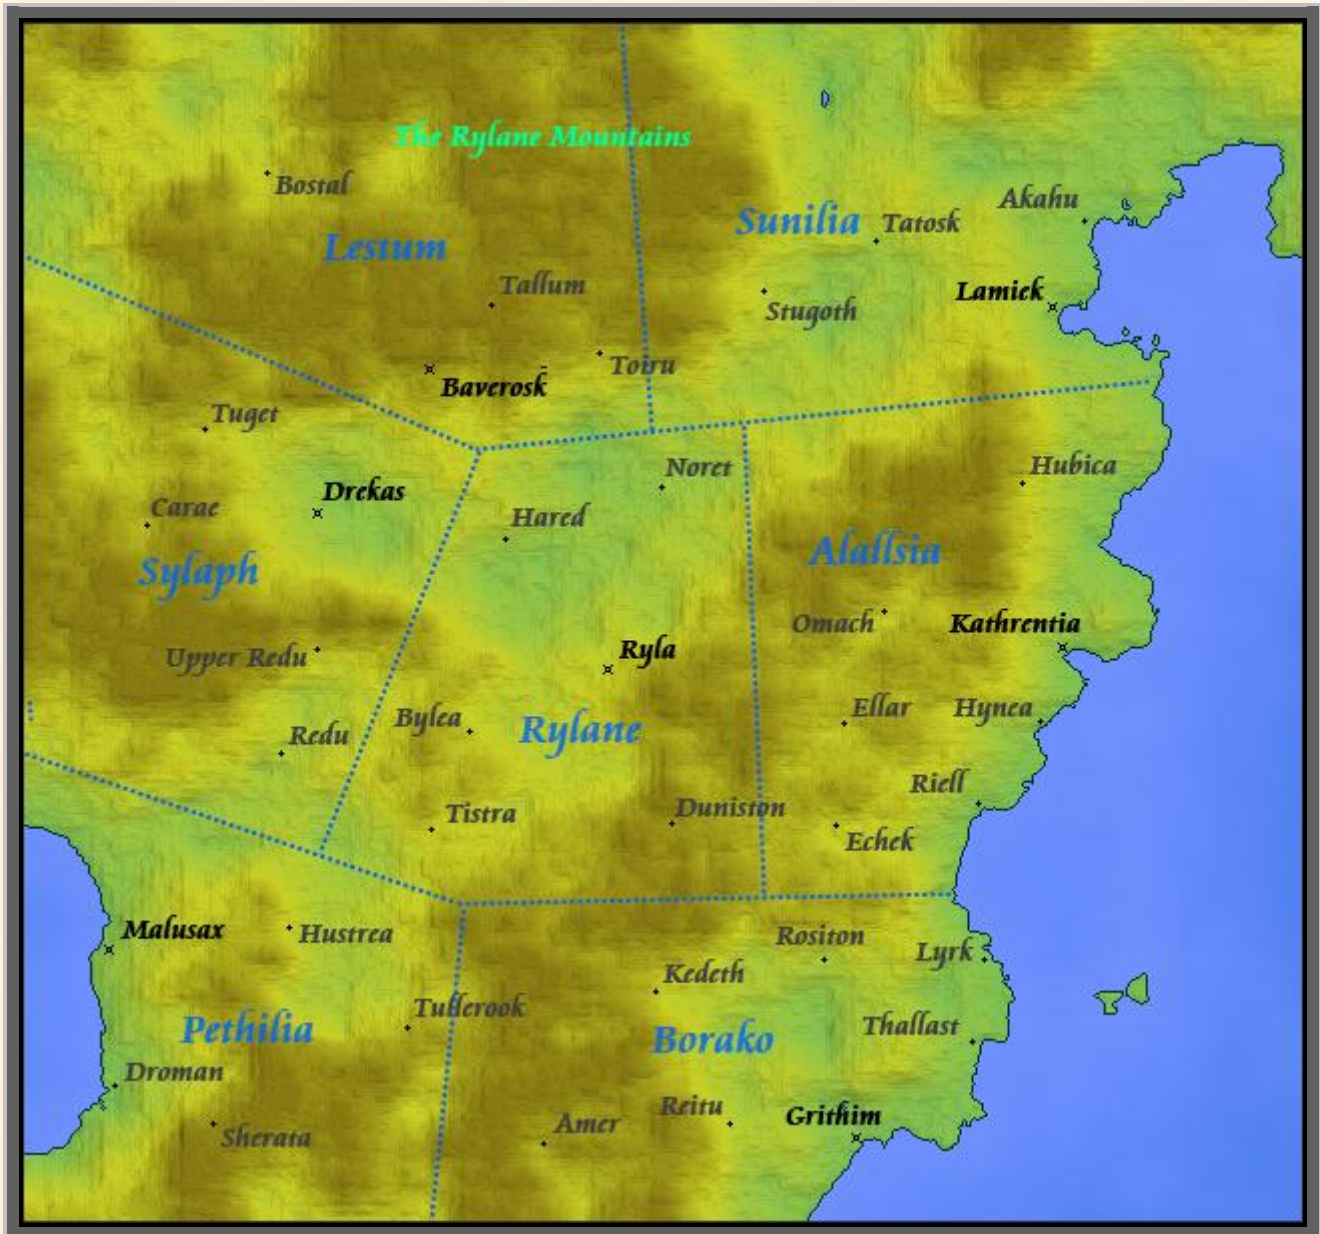 The Rylane Mountains
Bostal
Akahu
Sunilia
Tatosk
Lestum
Tallum
Lamiek
Stugoth
Toiru
Baverosk
Tuget
Noret
Hubica
Drekas
Carae
Hared
Alallsia
Sylaph
Omach
Kathrentia
Upper Redu
Ryla
Ellar
Hynea
Bylea
Rylane
Redu
Riell
Tistra
Duniston
Echek
Malusax
Hustrea
Rositon
Lyrk
Kedeth
Tullerook
Thallast
Pethilia
Borako
Droman
Reitu
Grithim
Amer
Sherata